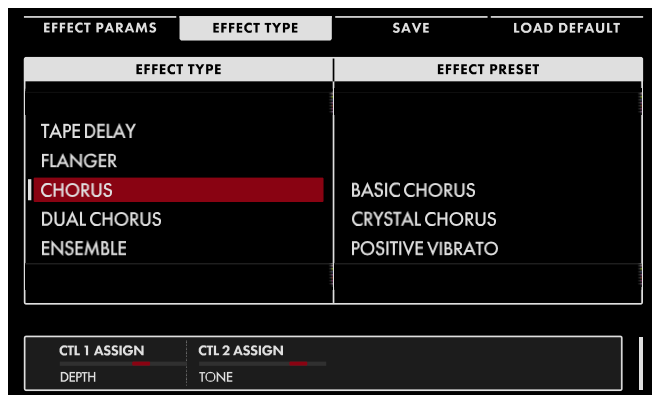 EFFECT PARAMS EFFECT TYPE SAVE LOAD DEFAULT
EFFECT TYPE EFFECT PRESET
TAPE DELAY
FLANGER
CHORUS BASIC CHORUS
DUAL CHORUS CRYSTAL CHORUS
ENSEMBLE POSITIVE VIBRATO
CTL 1 ASSIGN CTL 2 ASSIGN
DEPTH TONE